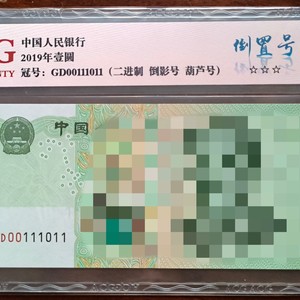 G
NTY
中国人民银行
2019年壹圆
冠号：GD00111011（二进制 倒影号 葫芦号）
倒置号
☆☆☆
中国
D00111011